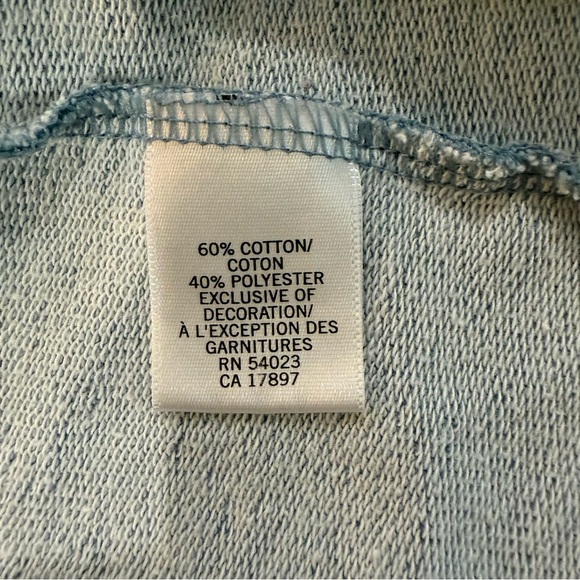 60% COTTON/
COTON
40% POLYESTER
EXCLUSIVE OF
DECORATION/
À L'EXCEPTION DES
GARNITURES
RN 54023
CA 17897